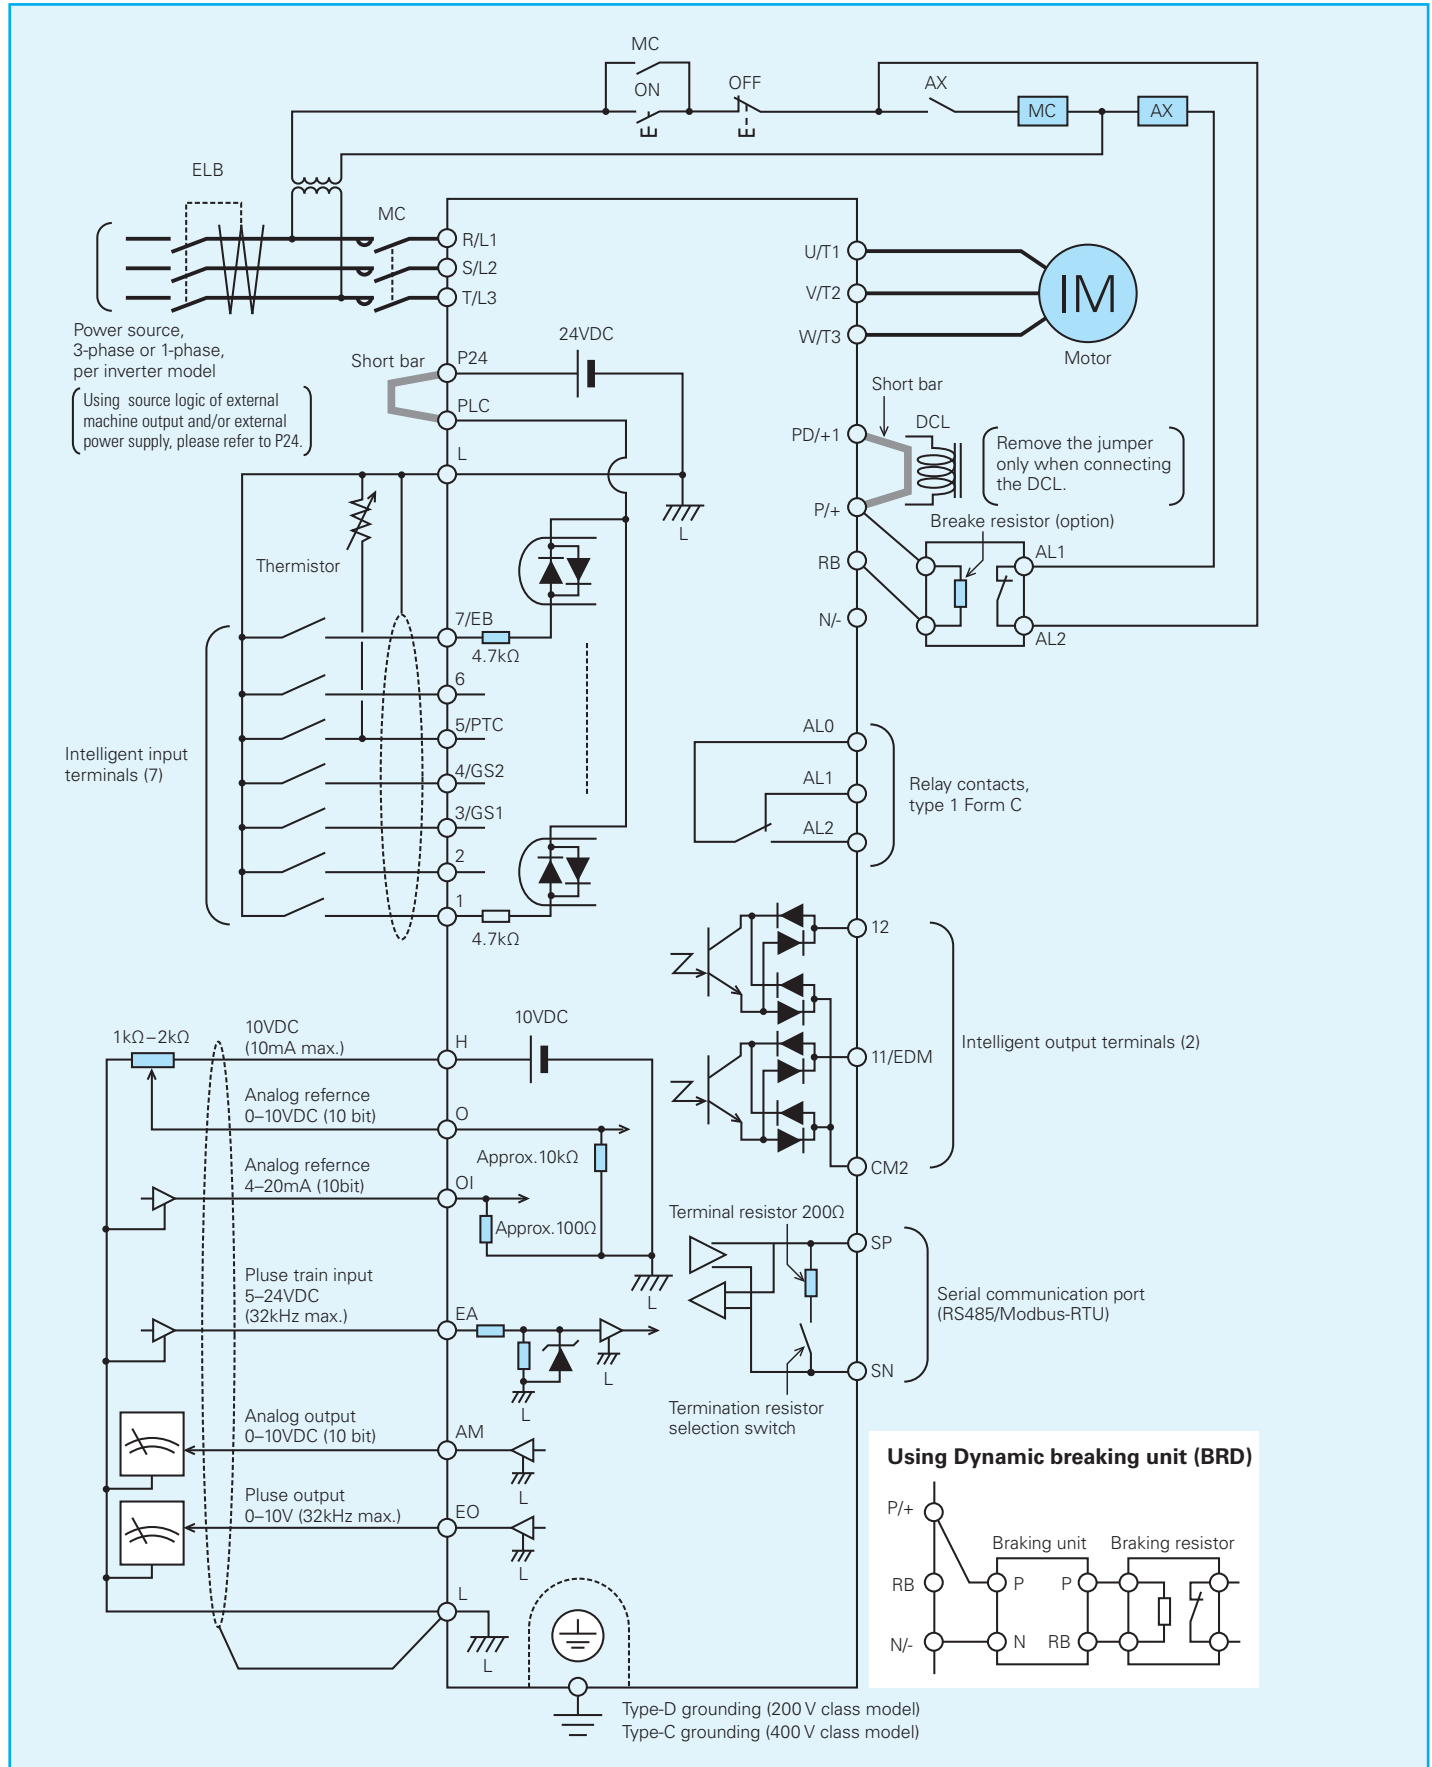 MC
ON
OFF
AX
MC
AX
ELB
MC
R/L1
S/L2
T/L3
Power source,
3-phase or 1-phase,
per inverter model
Using source logic of external
machine output and/or external
power supply, please refer to P24.
U/T1
V/T2
W/T3
IM
Motor
Short bar
P24
24VDC
PLC
L
L
Thermistor
Short bar
DCL
PD/+1
Remove the jumper
only when connecting
the DCL.
P/+
Breake resistor (option)
RB
AL1
N/-
AL2
Intelligent input
terminals (7)
7/EB
4.7kΩ
6
5/PTC
4/GS2
3/GS1
2
1
4.7kΩ
AL0
AL1
AL2
Relay contacts,
type 1 Form C
12
11/EDM
CM2
Intelligent output terminals (2)
1kΩ–2kΩ
10VDC
(10mA max.)
H
10VDC
Analog refernce
0–10VDC (10 bit)
O
Approx.10kΩ
Analog refernce
4–20mA (10bit)
OI
Approx.100Ω
L
Pluse train input
5–24VDC
(32kHz max.)
EA
L
L
Terminal resistor 200Ω
SP
SN
Termination resistor
selection switch
Serial communication port
(RS485/Modbus-RTU)
Analog output
0–10VDC (10 bit)
AM
L
Pluse output
0–10V (32kHz max.)
EO
L
L
L
Type-D grounding (200 V class model)
Type-C grounding (400 V class model)
Using Dynamic breaking unit (BRD)
P/+
Braking unit
Braking resistor
RB
P
P
N/-
N
RB